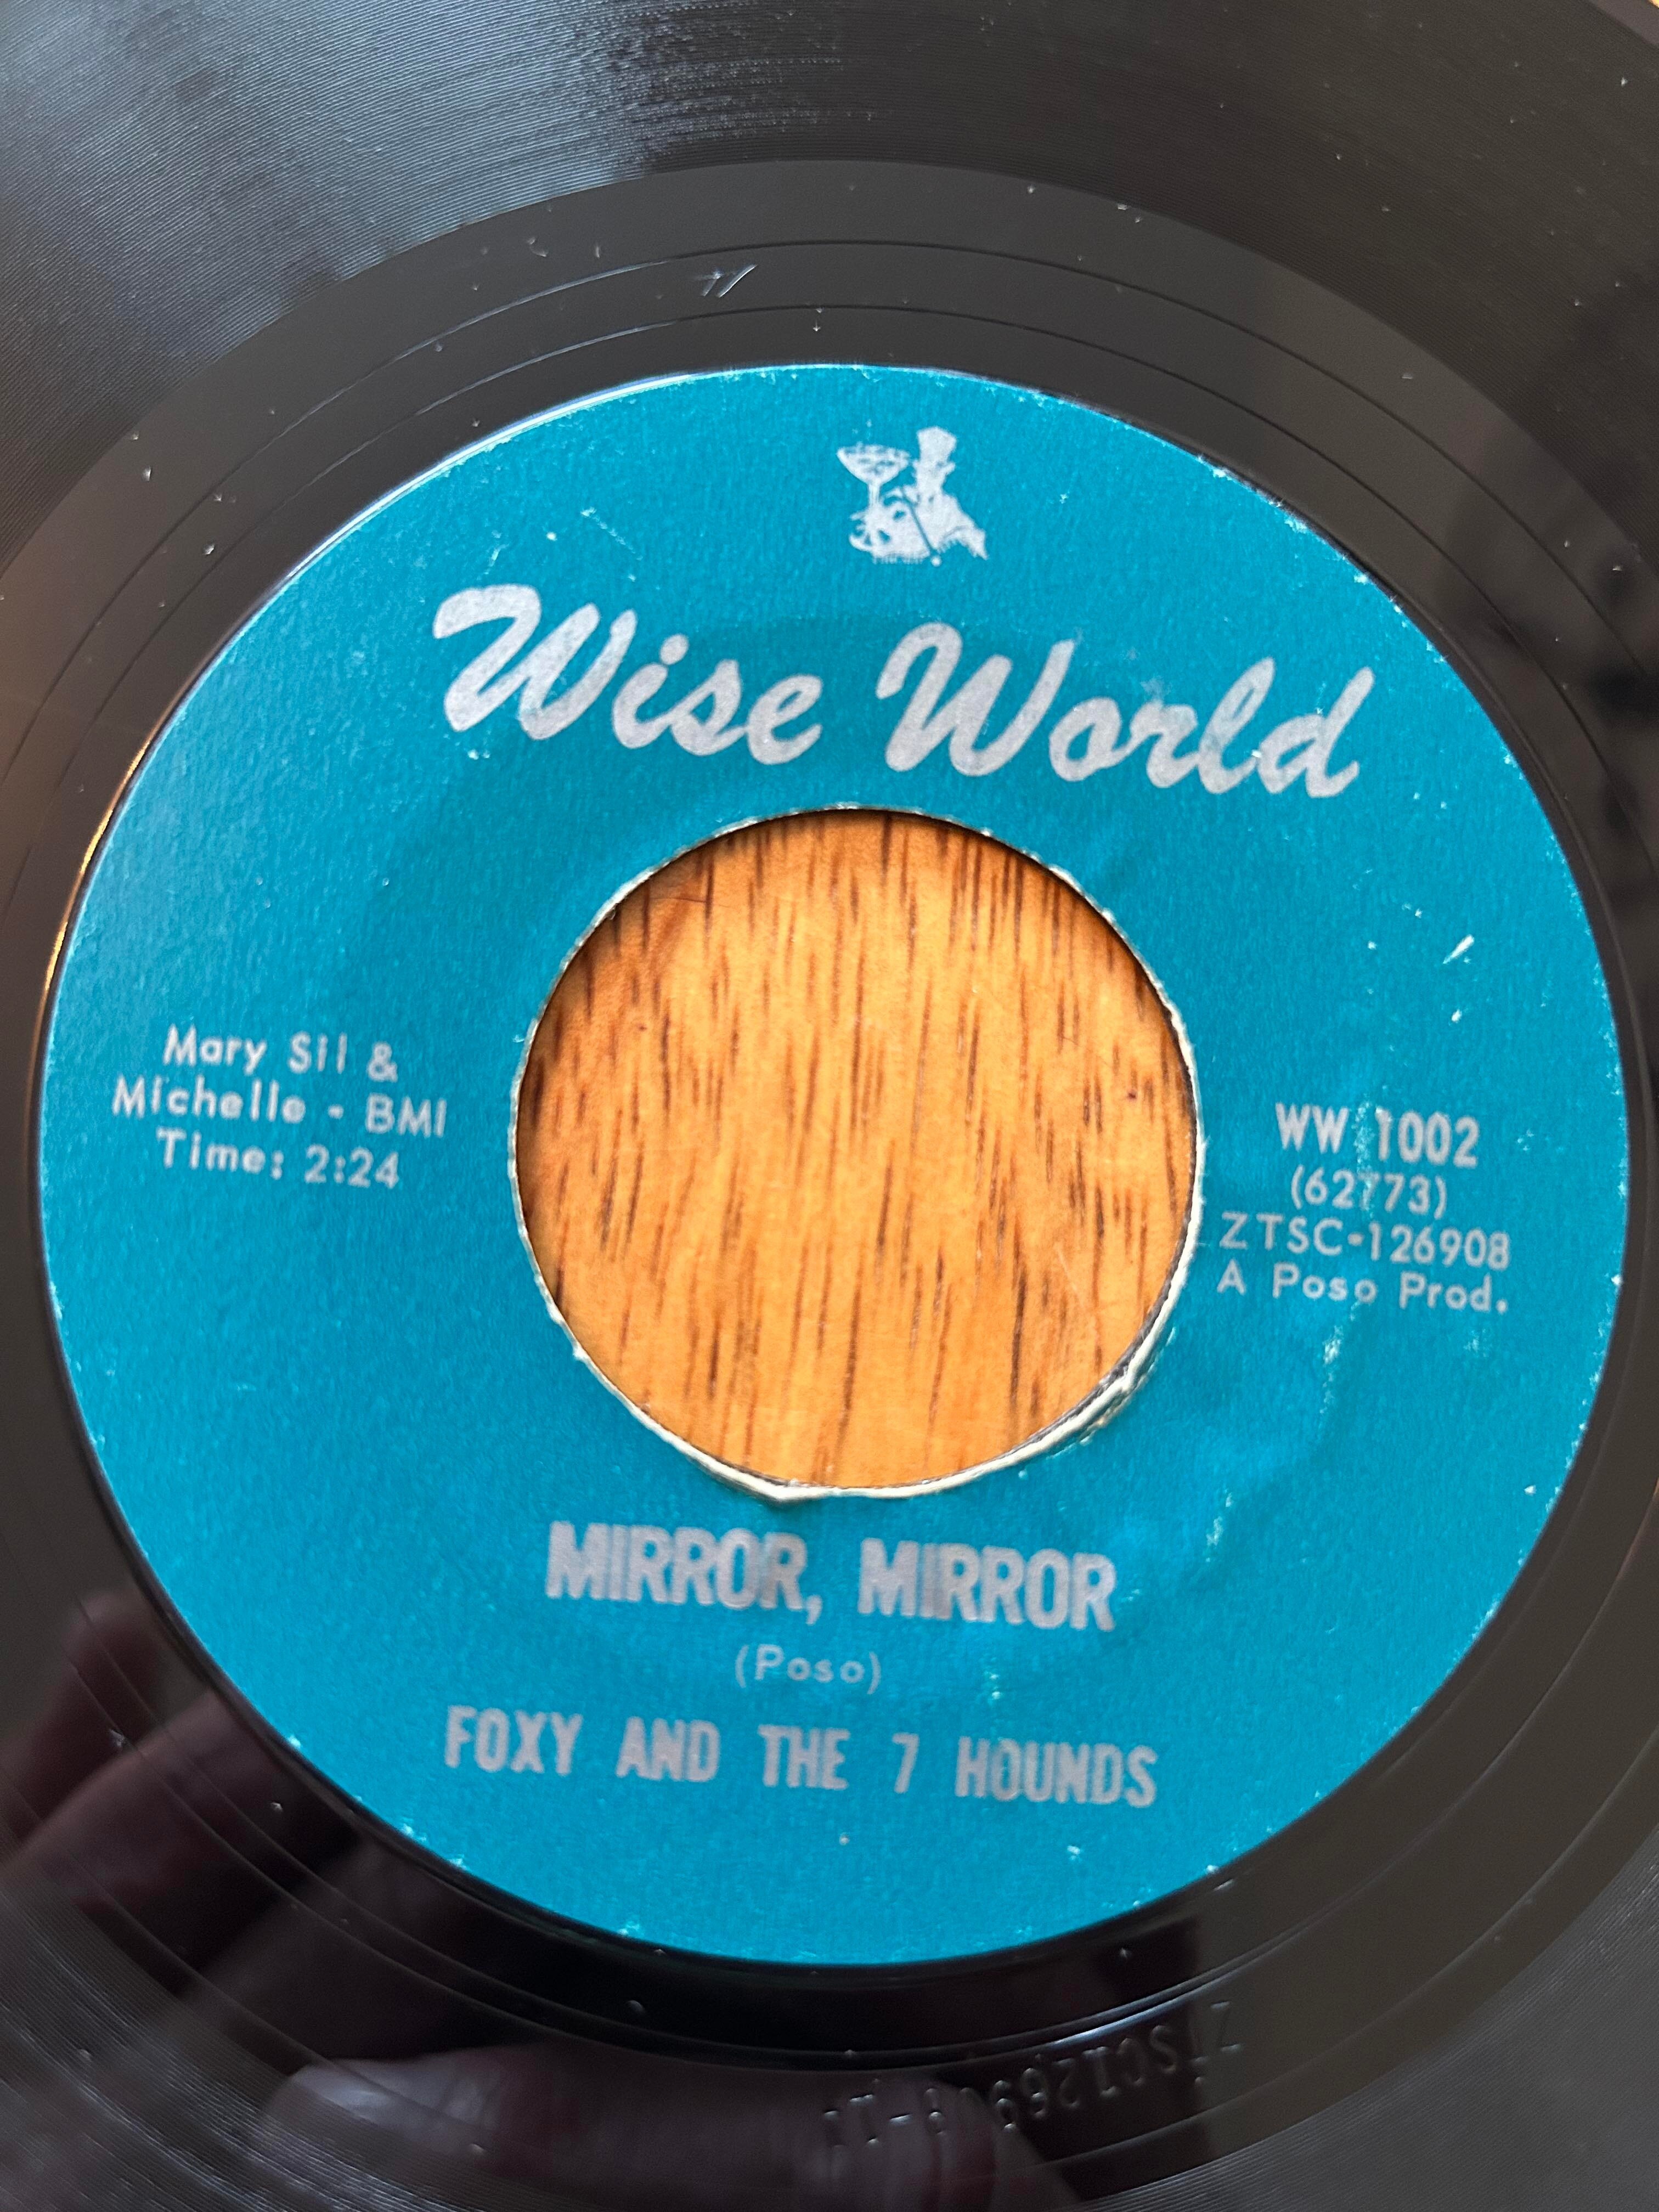 Wise World
Mary Sil &
Michelle - BMI
Time: 2:24
WW 1002
(62773)
ZTSC-126908
A Poso Prod.
MIRROR, MIRROR
(Poso)
FOXY AND THE 7 HOUNDS